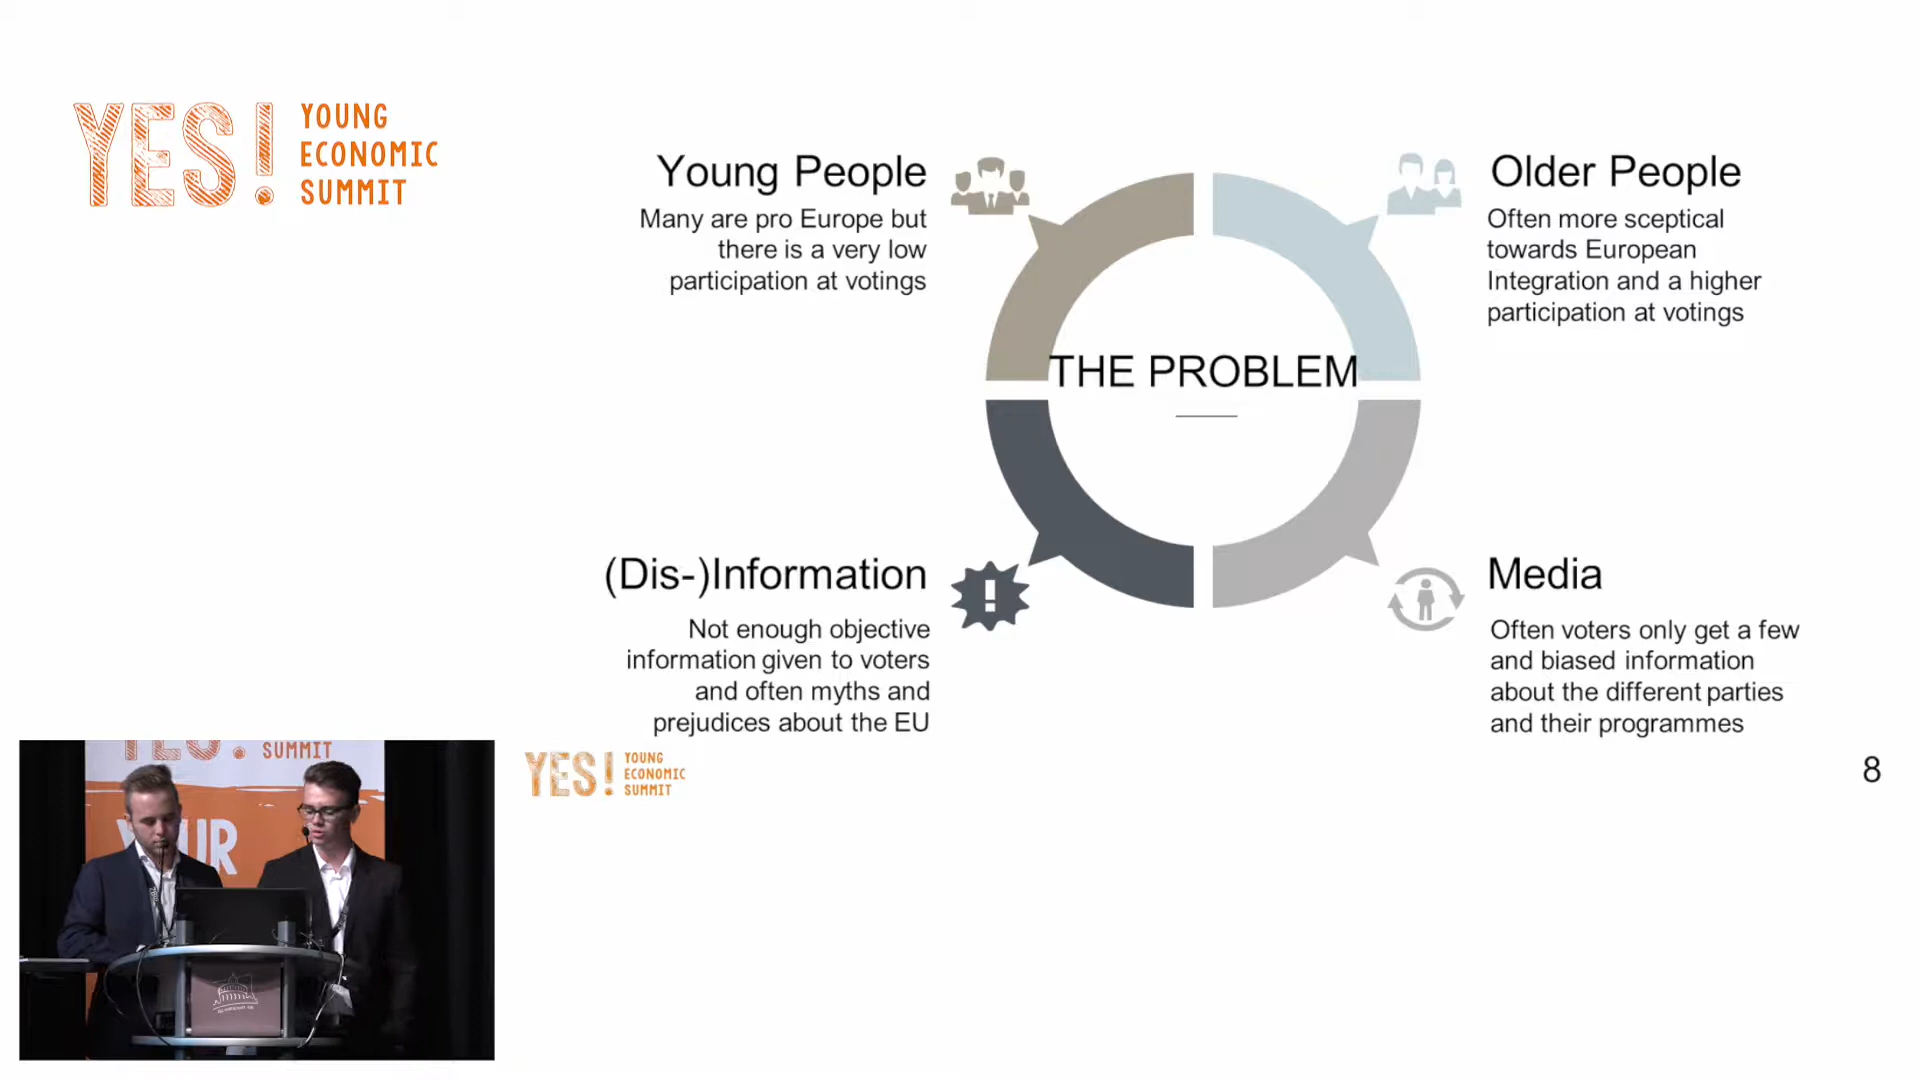 YES! YOUNG
ECONOMIC
SUMMIT
Young People
Many are pro Europe but
there is a very low
participation at votings
Older People
Often more sceptical
towards European
Integration and a higher
participation at votings
THE PROBLEM
(Dis-)Information
Not enough objective
information given to voters
and often myths and
prejudices about the EU
Media
Often voters only get a few
and biased information
about the different parties
and their programmes
YES! YOUNG
ECONOMIC
SUMMIT
8
YES!
SUMMIT
YOUR